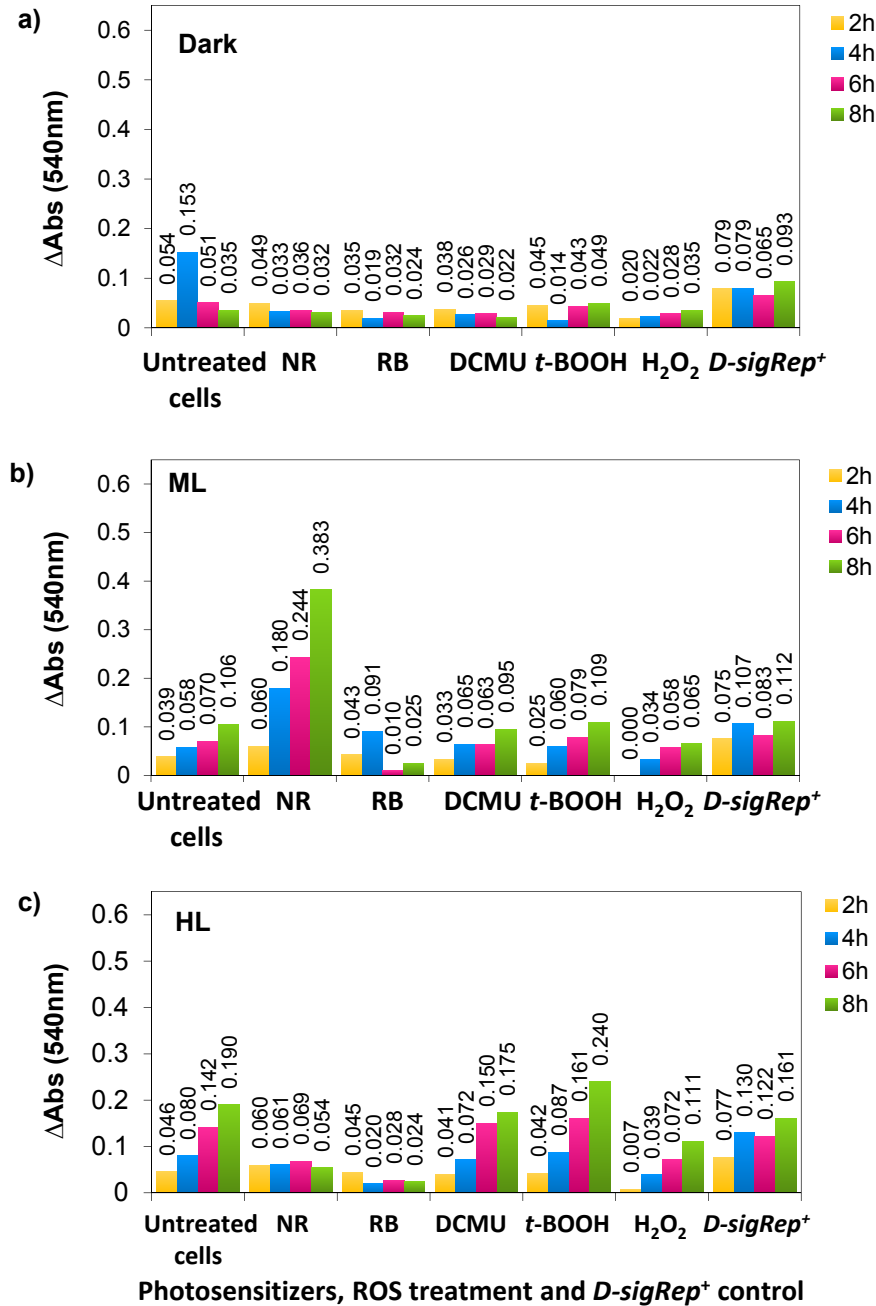 a)
Dark
2h
4h
6h
8h
ΔAbs (540nm)
0.6
0.5
0.4
0.3
0.2
0.1
0
0.054 0.153 0.051 0.035 0.049 0.033 0.036 0.032 0.035 0.019 0.032 0.024 0.038 0.026 0.029 0.022 0.045 0.014 0.043 0.049 0.020 0.022 0.028 0.035 0.079 0.079 0.065 0.093
Untreated cells NR RB DCMU t-BOOH H₂O₂ D-sigRep⁺
b)
ML
2h
4h
6h
8h
ΔAbs (540nm)
0.6
0.5
0.4
0.3
0.2
0.1
0
0.039 0.058 0.070 0.106 0.060 0.180 0.244 0.383 0.043 0.091 0.010 0.025 0.033 0.065 0.063 0.095 0.025 0.060 0.079 0.109 0.000 0.034 0.058 0.065 0.075 0.107 0.083 0.112
Untreated cells NR RB DCMU t-BOOH H₂O₂ D-sigRep⁺
c)
HL
2h
4h
6h
8h
ΔAbs (540nm)
0.6
0.5
0.4
0.3
0.2
0.1
0
0.046 0.080 0.142 0.190 0.060 0.061 0.069 0.054 0.045 0.020 0.028 0.024 0.041 0.072 0.150 0.175 0.042 0.087 0.161 0.240 0.007 0.039 0.072 0.111 0.077 0.130 0.122 0.161
Untreated cells NR RB DCMU t-BOOH H₂O₂ D-sigRep⁺
Photosensitizers, ROS treatment and D-sigRep⁺ control